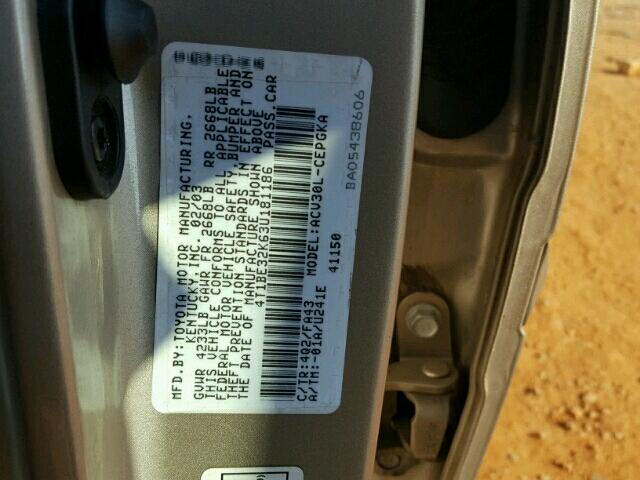 MFD.BY:TOYOTA MOTOR MANUFACTURING,
KENTUCKY, INC. 02/03
GVWR 4233LB GAWR FR 2668LB RR 2668LB
THIS VEHICLE CONFORMS TO ALL APPLICABLE
FEDERAL MOTOR VEHICLE SAFETY, BUMPER AND
THEFT PREVENTION STANDARDS IN EFFECT ON
THE DATE OF MANUFACTURE SHOWN ABOVE
4T1BE32K63U181186 PASS.CAR
C/TR:4Q2/FA43 MODEL:ACV30L-CEPGKA
A/TM:-01A/U241E 41150
BA05438606